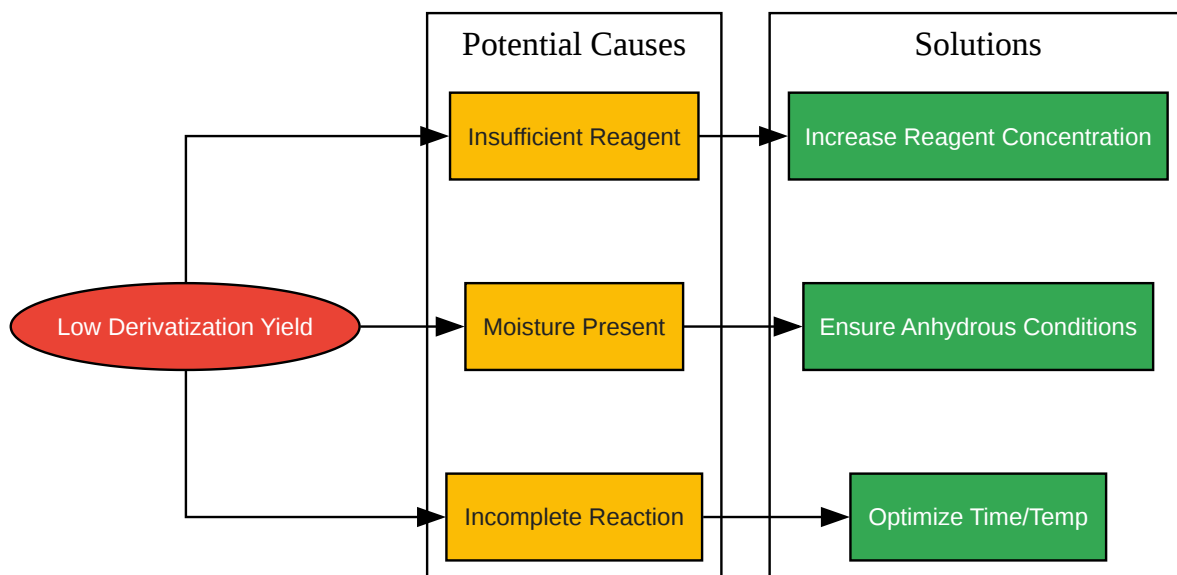 Potential Causes
Solutions
Insufficient Reagent
Increase Reagent Concentration
Low Derivatization Yield
Moisture Present
Ensure Anhydrous Conditions
Incomplete Reaction
Optimize Time/Temp